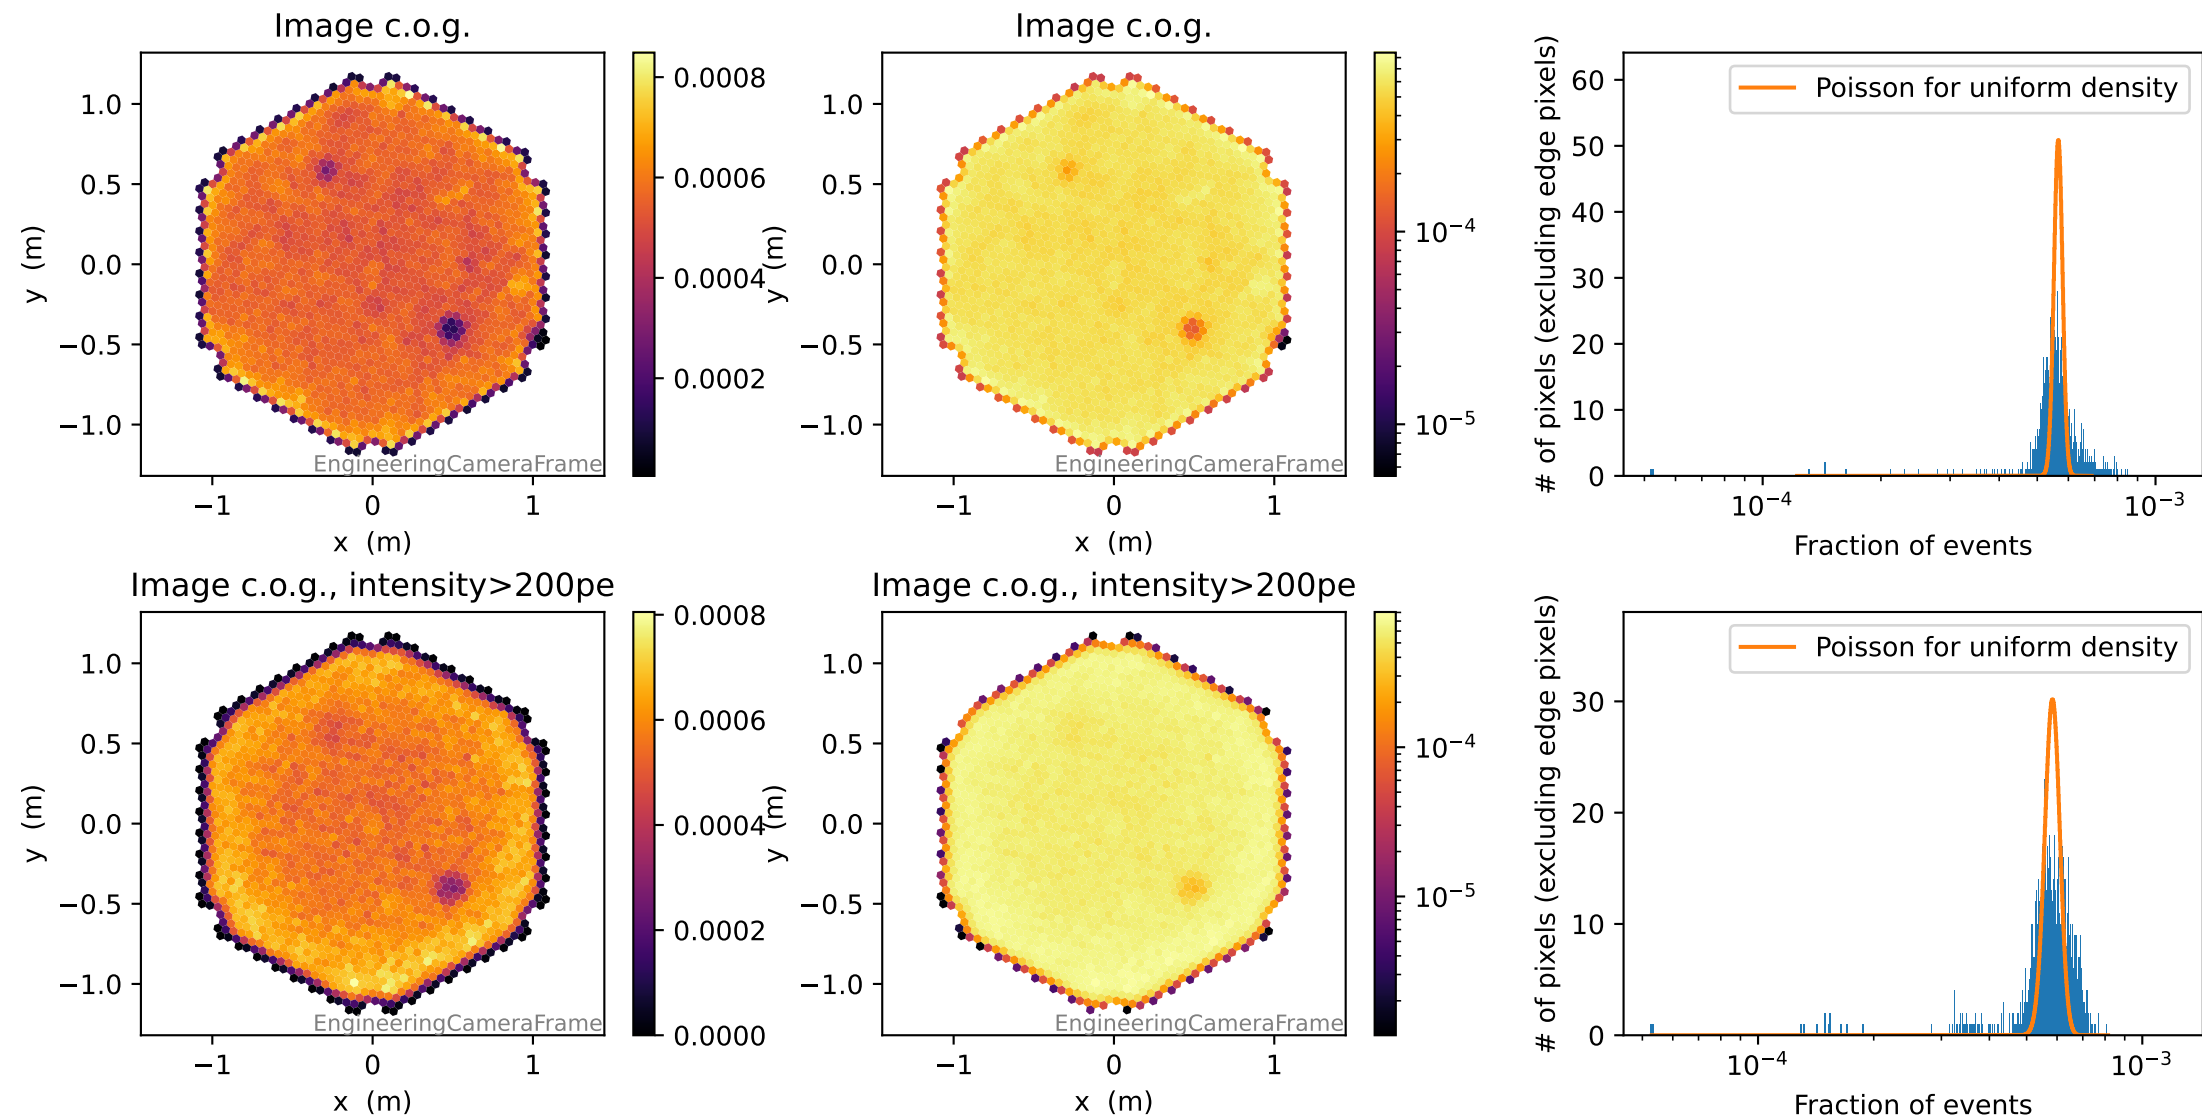 Image c.o.g.
1.0
0.5
0.0
−0.5
−1.0
y (m)
−1
0
1
x (m)
EngineeringCameraFrame
0.0008
0.0006
0.0004
0.0002
Image c.o.g.
1.0
0.5
0.0
−0.5
−1.0
y (m)
−1
0
1
x (m)
EngineeringCameraFrame
10⁻⁴
10⁻⁵
# of pixels (excluding edge pixels)
60
50
40
30
20
10
0
Poisson for uniform density
10⁻⁴
10⁻³
Fraction of events
Image c.o.g., intensity>200pe
1.0
0.5
0.0
−0.5
−1.0
y (m)
−1
0
1
x (m)
EngineeringCameraFrame
0.0008
0.0006
0.0004
0.0002
0.0000
Image c.o.g., intensity>200pe
1.0
0.5
0.0
−0.5
−1.0
y (m)
−1
0
1
x (m)
EngineeringCameraFrame
10⁻⁴
10⁻⁵
# of pixels (excluding edge pixels)
30
20
10
0
Poisson for uniform density
10⁻⁴
10⁻³
Fraction of events